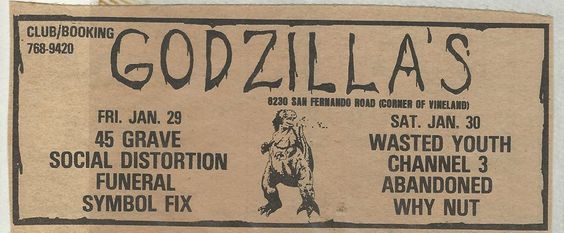 CLUB/BOOKING
768-9420
GODZILLA'S
8230 SAN FERNANDO ROAD (CORNER OF VINELAND)
FRI. JAN. 29
45 GRAVE
SOCIAL DISTORTION
FUNERAL
SYMBOL FIX
SAT. JAN. 30
WASTED YOUTH
CHANNEL 3
ABANDONED
WHY NUT